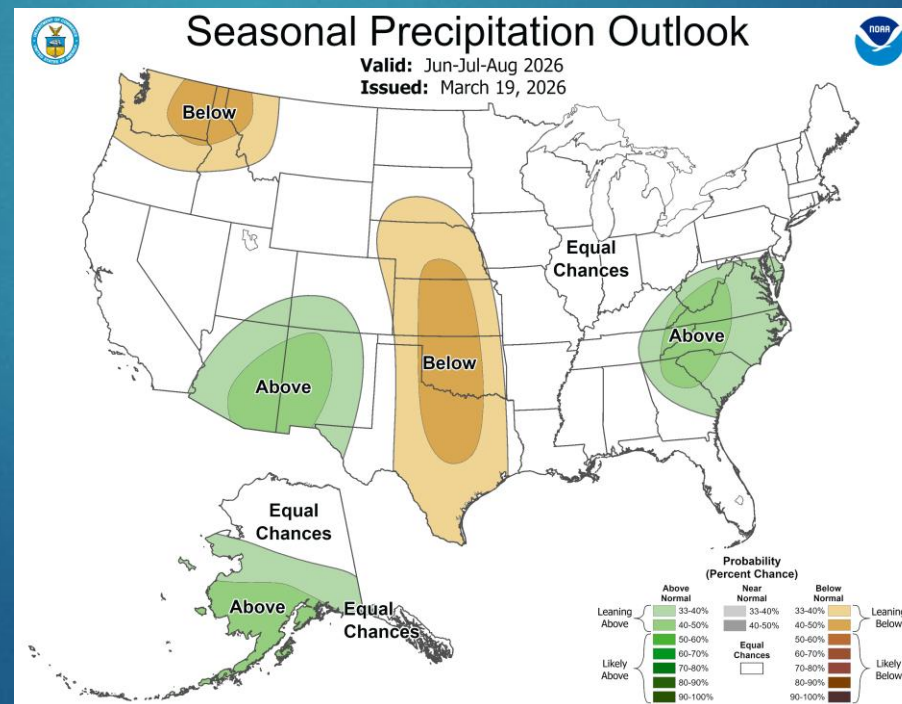 Seasonal Precipitation Outlook
Valid: Jun-Jul-Aug 2026
Issued: March 19, 2026
NOAA
Below
Equal
Chances
Above
Below
Above
Equal
Chances
Above
Equal
Chances
Probability
(Percent Chance)
Above
Normal
Near
Normal
Below
Normal
Leaning
Above
33-40%
40-50%
33-40%
40-50%
33-40%
40-50%
Leaning
Below
Likely
Above
50-60%
60-70%
70-80%
80-90%
90-100%
Equal
Chances
50-60%
60-70%
70-80%
80-90%
90-100%
Likely
Below